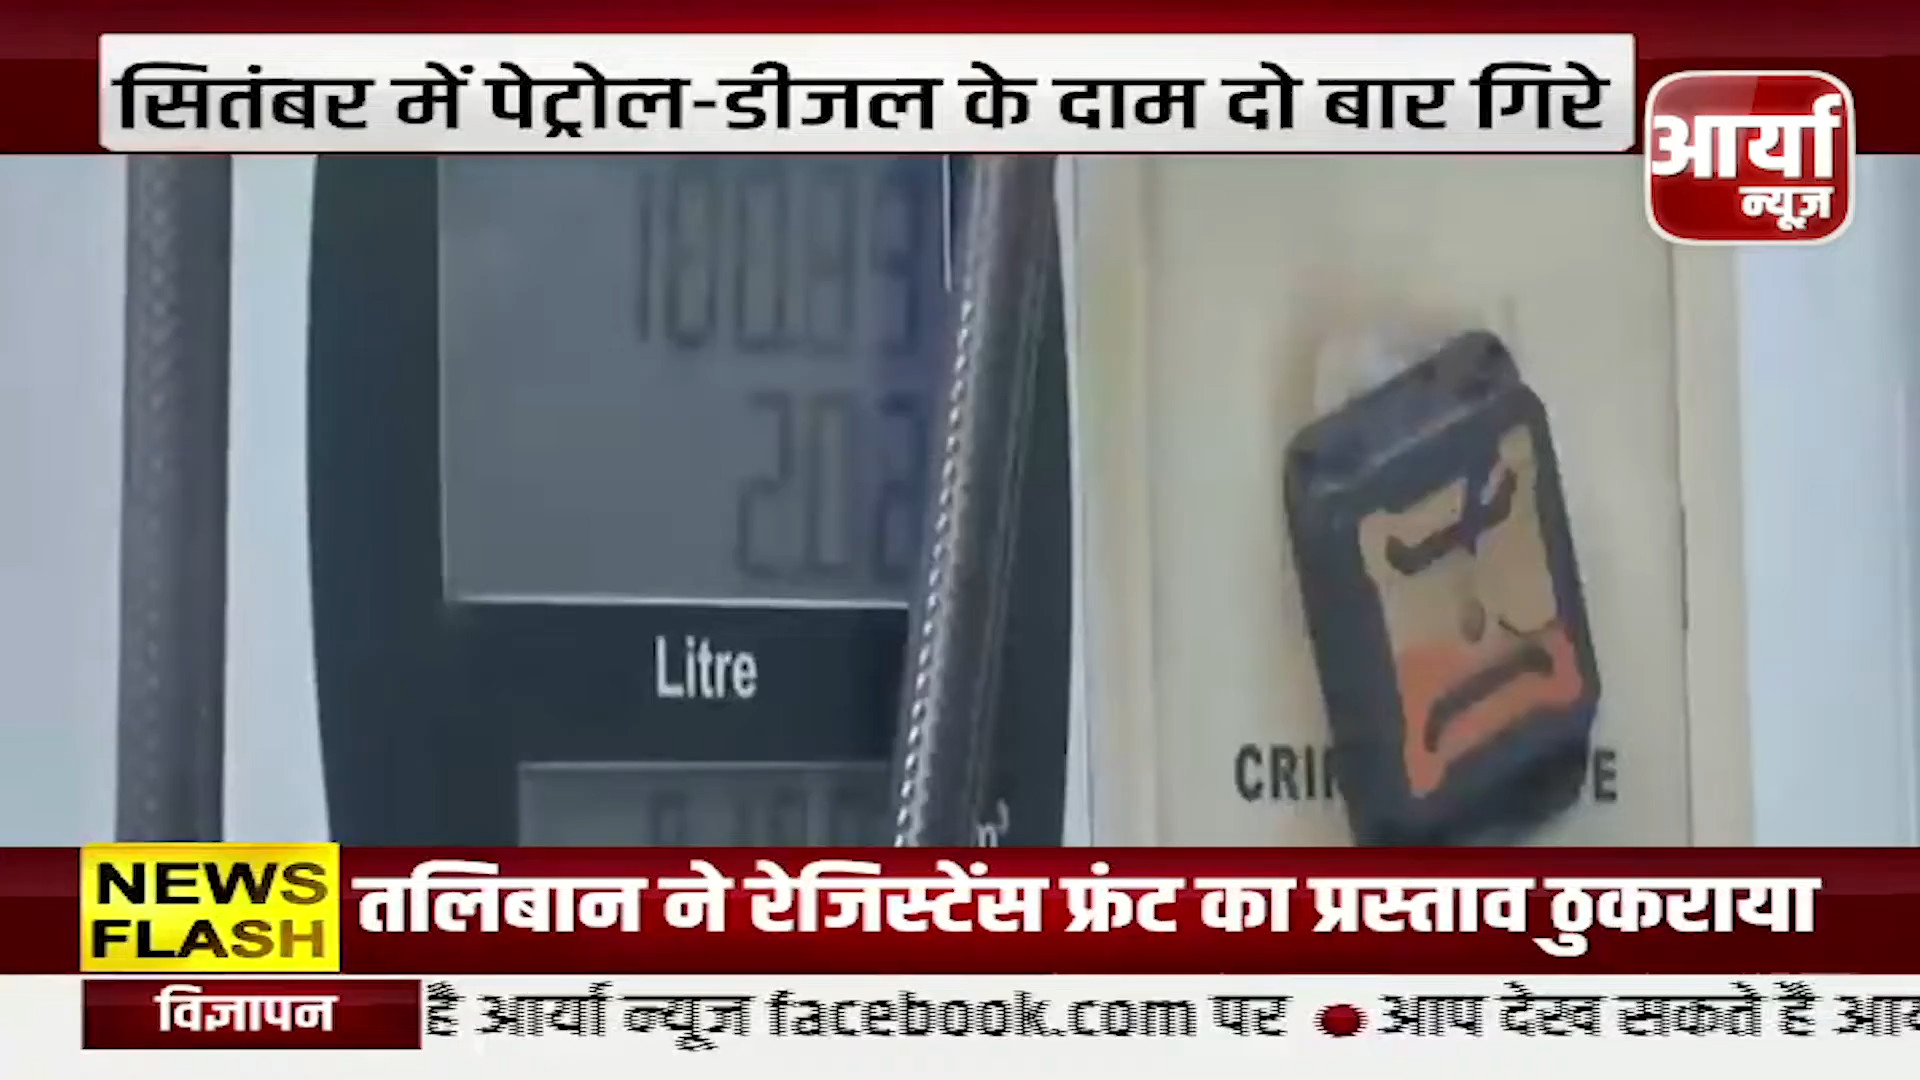 सितंबर में पेट्रोल-डीजल के दाम दो बार गिरे
आर्या
न्यूज़
Litre
NEWS
FLASH
तलिबान ने रेजिस्टेंस फ्रंट का प्रस्ताव ठुकराया
विज्ञापन
है आर्या न्यूज facebook.com पर ● आप देख सकते हैं